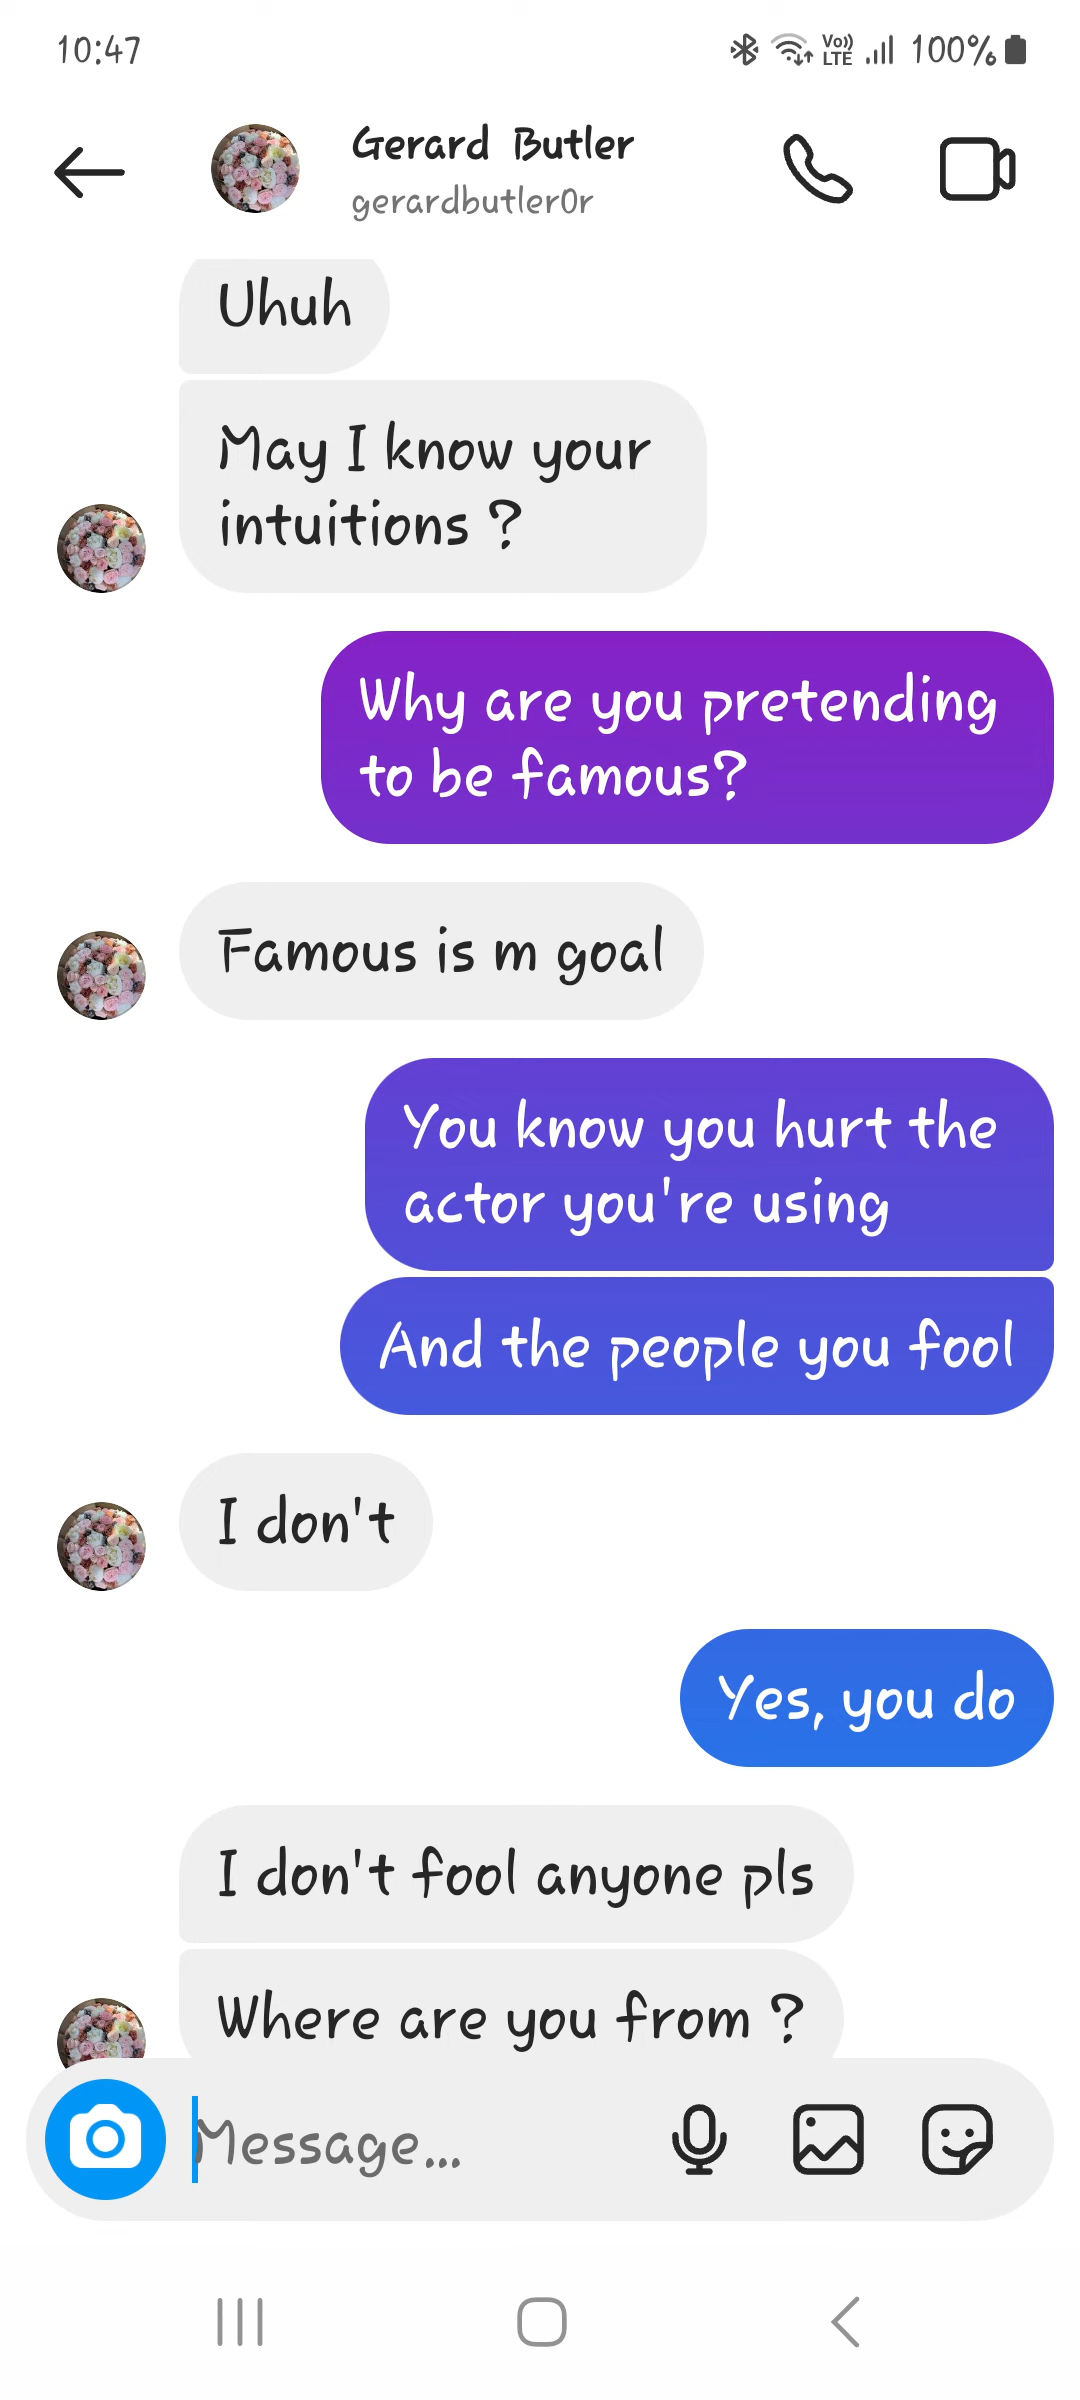 10:47
Vo)) LTE 100%
Gerard Butler
gerardbutler0r
Uhuh
May I know your
intuitions ?
Why are you pretending
to be famous?
Famous is m goal
You know you hurt the
actor you're using
And the people you fool
I don't
Yes, you do
I don't fool anyone pls
Where are you from ?
Message...